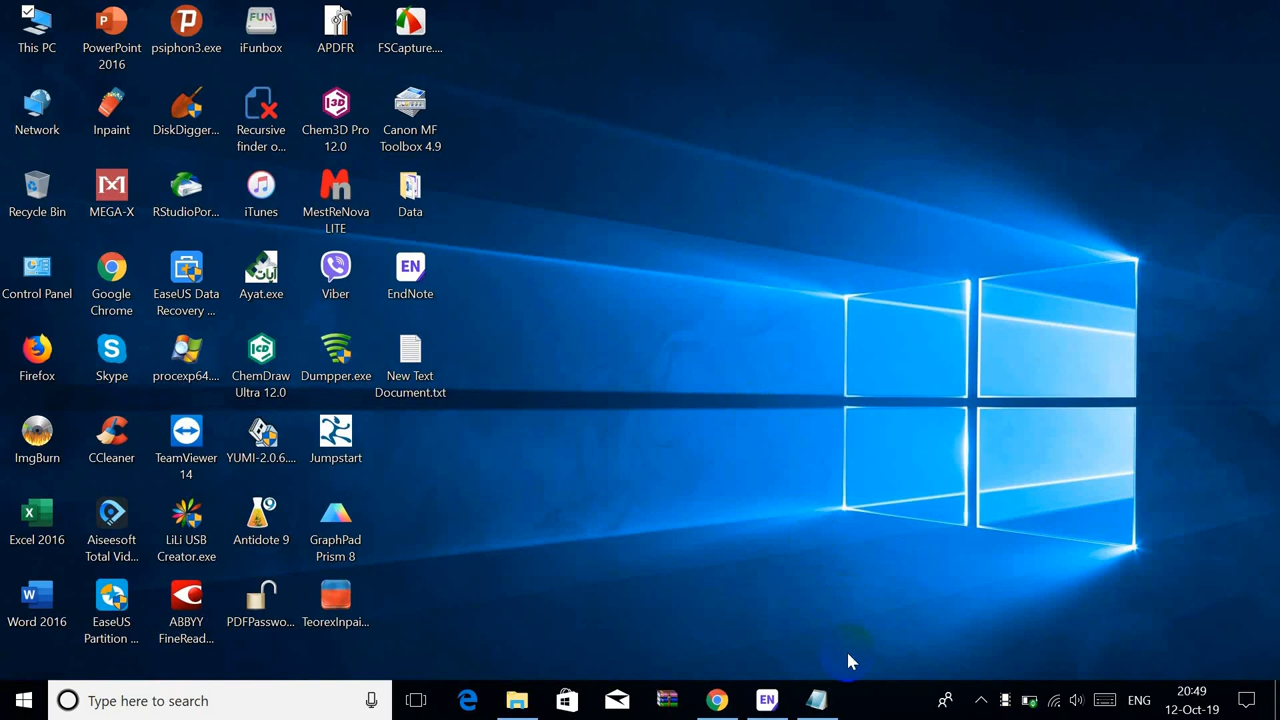 This PC
PowerPoint
2016
psiphon3.exe
FUN
iFunbox
APDFR
FSCapture....
Network
Inpaint
DiskDigger...
Recursive
finder o...
3D
Chem3D Pro
12.0
Canon MF
Toolbox 4.9
Recycle Bin
MEGA-X
RStudioPor...
iTunes
MestReNova
LITE
Data
Control Panel
Google
Chrome
EaseUS Data
Recovery ...
Ayat.exe
Viber
EN
EndNote
Firefox
Skype
procexp64....
ChemDraw
Ultra 12.0
Dumpper.exe
New Text
Document.txt
ImgBurn
CCleaner
TeamViewer
14
YUMI-2.0.6....
Jumpstart
Excel 2016
Aiseesoft
Total Vid...
LiLi USB
Creator.exe
Antidote 9
GraphPad
Prism 8
Word 2016
EaseUS
Partition ...
ABBYY
FineRead...
PDFPasswo...
TeorexInpai...
Type here to search
EN
ENG
20:49
12-Oct-19